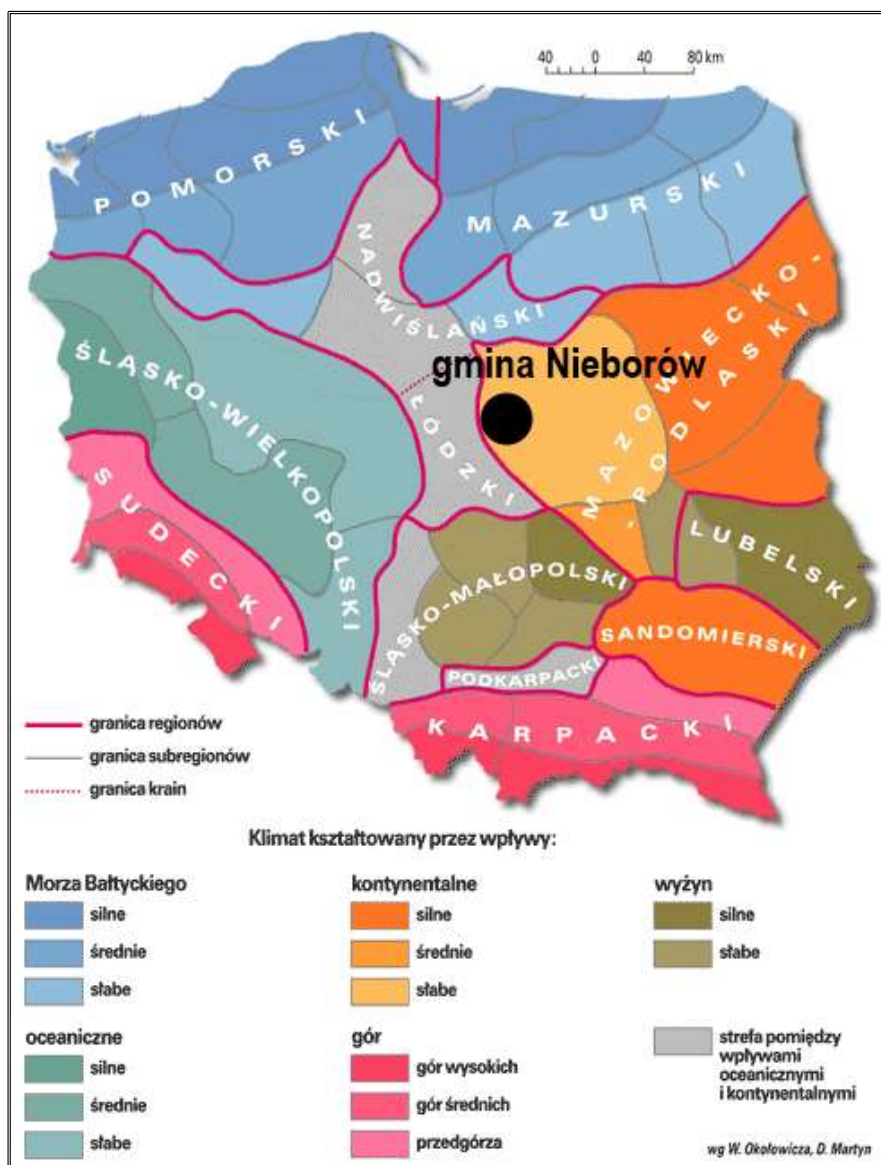 40 0 40 80 km
POMORSKI
MAZURSKI
NADWIŚLAŃSKI
MAZOWIECKO-
-PODLASKI
gmina Nieborów
ŚLĄSKO-WIELKOPOLSKI
ŁÓDZKI
SUDECKI
LUBELSKI
ŚLĄSKO-MAŁOPOLSKI
SANDOMIERSKI
PODKARPACKI
KARPACKI
granica regionów
granica subregionów
granica krain
Klimat kształtowany przez wpływy:
Morza Bałtyckiego
silne
średnie
słabe
kontynentalne
silne
średnie
słabe
wyżyn
silne
słabe
oceaniczne
silne
średnie
słabe
gór
gór wysokich
gór średnich
przedgórza
strefa pomiędzy
wpływami
oceanicznymi
i kontynentalnymi
wg W. Okołowicza, D. Martyn